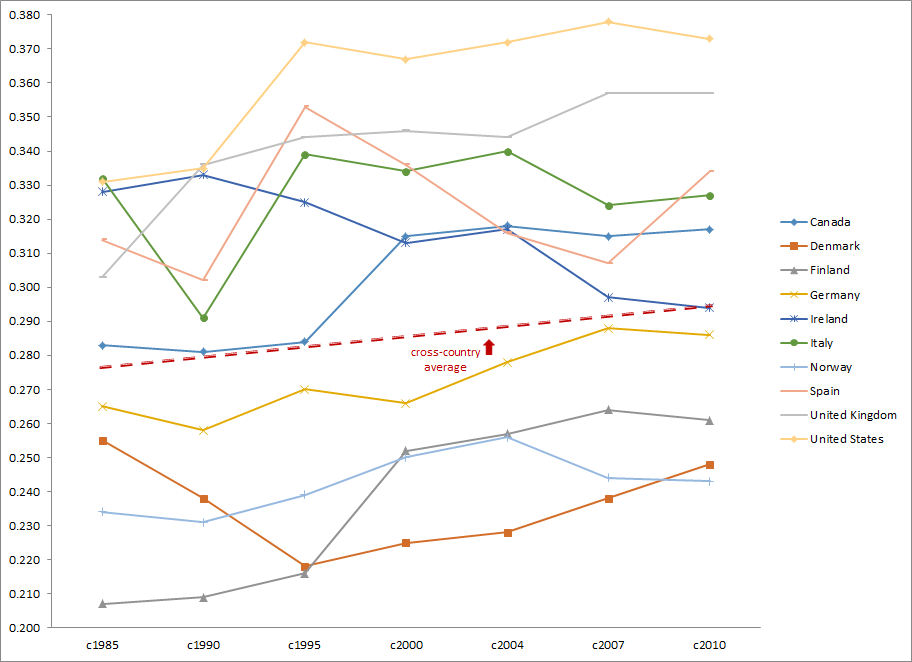 0.380
0.370
0.360
0.350
0.340
0.330
0.320
0.310
0.300
0.290
0.280
0.270
0.260
0.250
0.240
0.230
0.220
0.210
0.200
cross-country
average
c1985 c1990 c1995 c2000 c2004 c2007 c2010
Canada
Denmark
Finland
Germany
Ireland
Italy
Norway
Spain
United Kingdom
United States